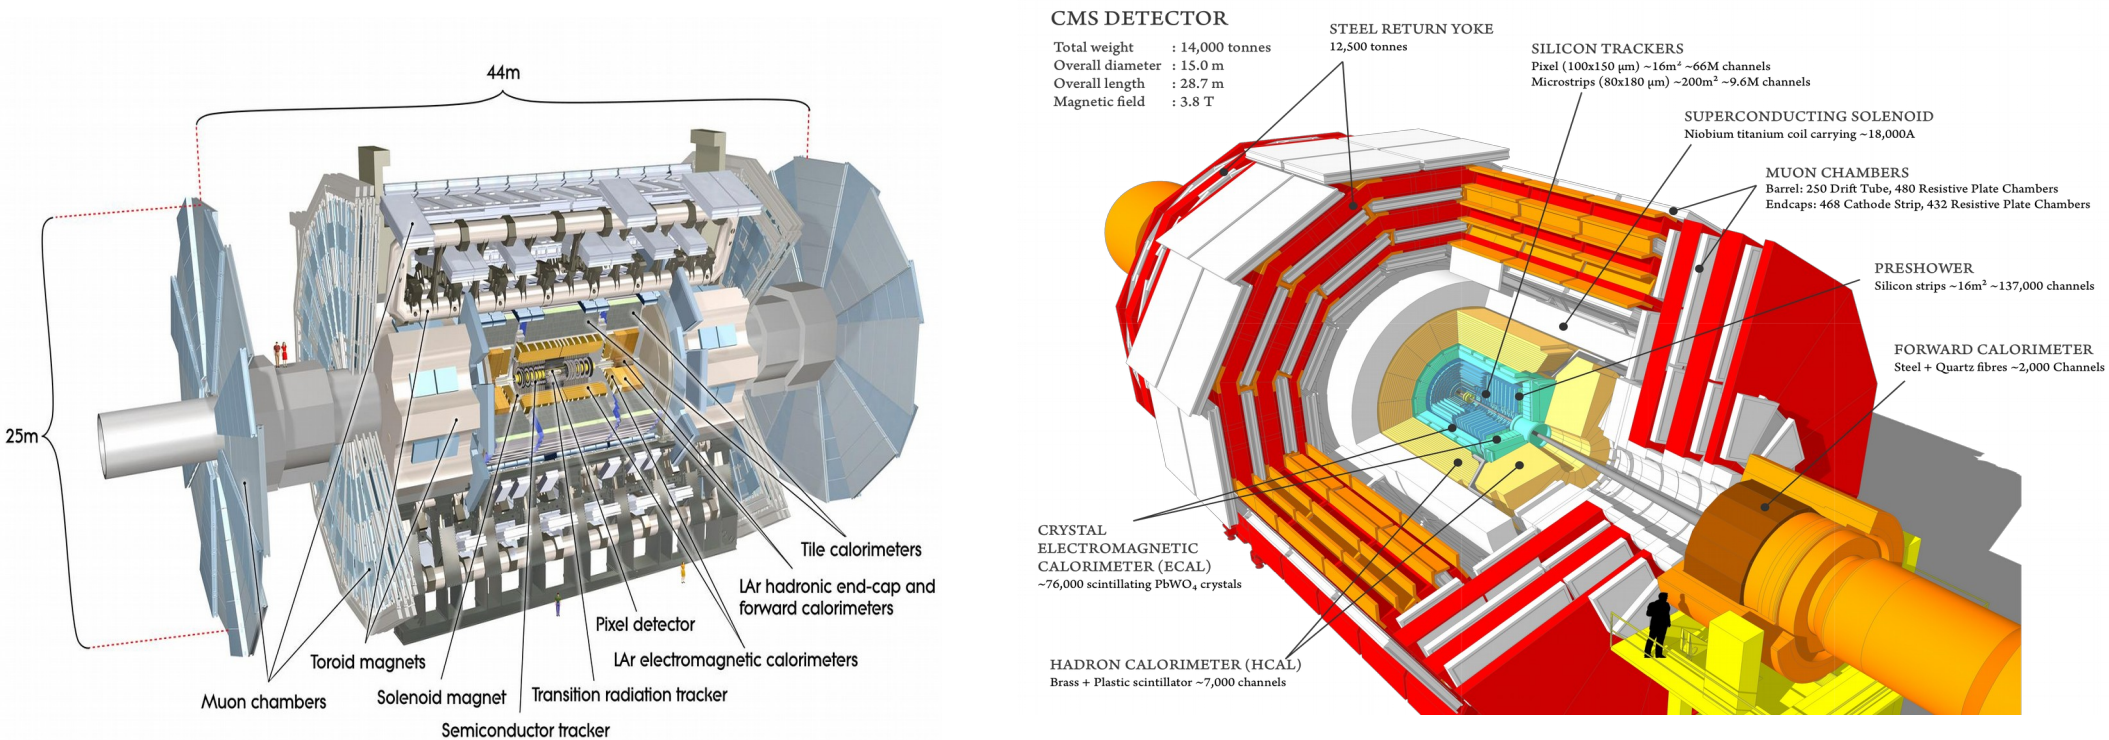 44m
25m
Tile calorimeters
LAr hadronic end-cap and
forward calorimeters
Pixel detector
LAr electromagnetic calorimeters
Toroid magnets
Muon chambers
Solenoid magnet
Transition radiation tracker
Semiconductor tracker
CMS DETECTOR
Total weight : 14,000 tonnes
Overall diameter : 15.0 m
Overall length : 28.7 m
Magnetic field : 3.8 T
STEEL RETURN YOKE
12,500 tonnes
SILICON TRACKERS
Pixel (100x150 μm) ~16m² ~66M channels
Microstrips (80x180 μm) ~200m² ~9.6M channels
SUPERCONDUCTING SOLENOID
Niobium titanium coil carrying ~18,000A
MUON CHAMBERS
Barrel: 250 Drift Tube, 480 Resistive Plate Chambers
Endcaps: 468 Cathode Strip, 432 Resistive Plate Chambers
PRESHOWER
Silicon strips ~16m² ~137,000 channels
FORWARD CALORIMETER
Steel + Quartz fibres ~2,000 Channels
CRYSTAL
ELECTROMAGNETIC
CALORIMETER (ECAL)
~76,000 scintillating PbWO₄ crystals
HADRON CALORIMETER (HCAL)
Brass + Plastic scintillator ~7,000 channels